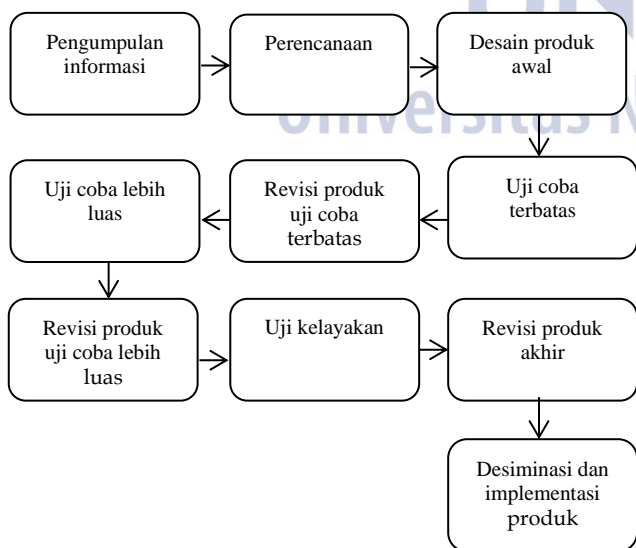 Pengumpulan
informasi
Perencanaan
Desain produk
awal
Uji coba
terbatas
Revisi produk
uji coba
terbatas
Uji coba lebih
luas
Revisi produk
uji coba lebih
luas
Uji kelayakan
Revisi produk
akhir
Desiminasi dan
implementasi
produk